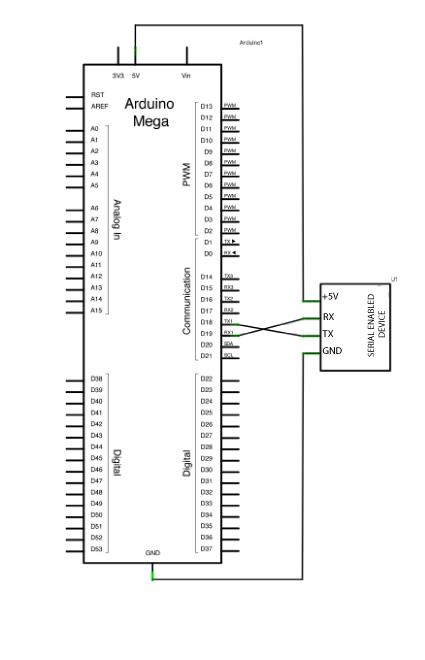 Arduino1
3V3 5V Vin
Arduino
Mega
RST
AREF
A0
A1
A2
A3
A4
A5
A6
A7
A8
A9
A10
A11
A12
A13
A14
A15
Analog In
D38
D39
D40
D41
D42
D43
D44
D45
D46
D47
D48
D49
D50
D51
D52
D53
Digital
PWM
D13 PWM
D12 PWM
D11 PWM
D10 PWM
D9 PWM
D8 PWM
D7 PWM
D6 PWM
D5 PWM
D4 PWM
D3 PWM
D2 PWM
D1 TX ▶
D0 RX ◀
Communication
D14 TX3
D15 RX3
D16 TX2
D17 RX2
D18 TX1
D19 RX1
D20 SDA
D21 SCL
Digital
D22
D23
D24
D25
D26
D27
D28
D29
D30
D31
D32
D33
D34
D35
D36
D37
GND
U1
+5V
RX
TX
GND
SERIAL ENABLED
DEVICE